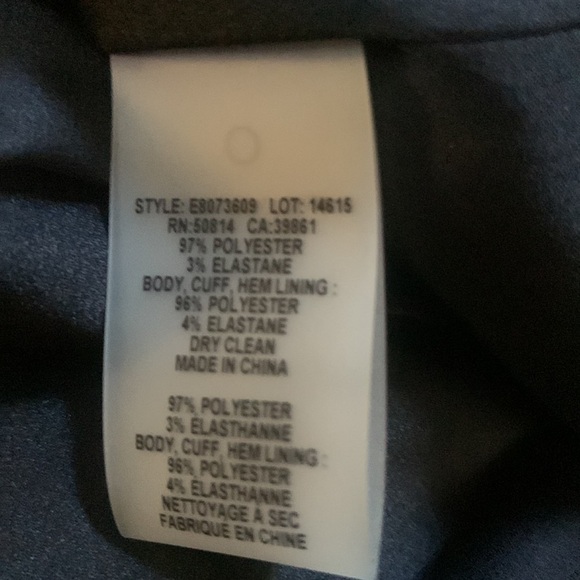 STYLE: E8073609 LOT: 14615
RN:50814 CA:39861
97% POLYESTER
3% ELASTANE
BODY, CUFF, HEM LINING :
96% POLYESTER
4% ELASTANE
DRY CLEAN
MADE IN CHINA
97% POLYESTER
3% ELASTHANNE
BODY, CUFF, HEM LINING :
96% POLYESTER
4% ELASTHANNE
NETTOYAGE A SEC
FABRIQUE EN CHINE